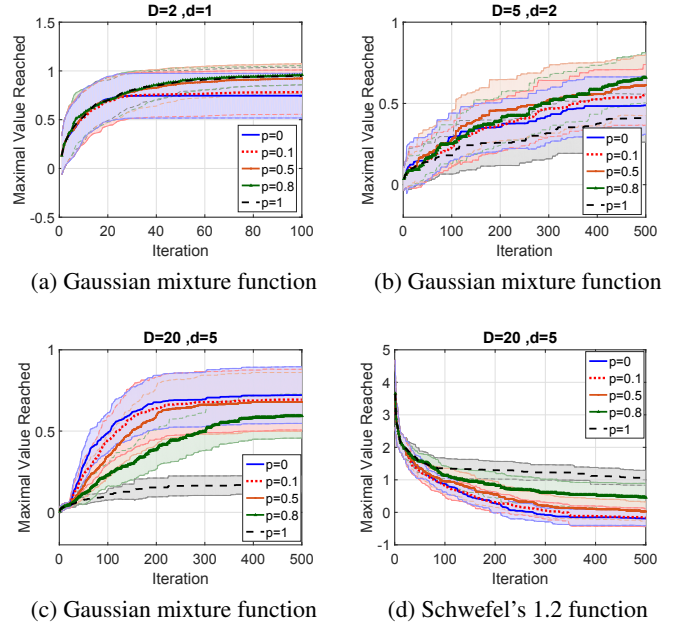 D=2 ,d=1
Maximal Value Reached
1.5
1
0.5
0
-0.5
0 20 40 60 80 100
Iteration
p=0
p=0.1
p=0.5
p=0.8
p=1
(a) Gaussian mixture function
D=5 ,d=2
Maximal Value Reached
1
0.5
0
0 100 200 300 400 500
Iteration
p=0
p=0.1
p=0.5
p=0.8
p=1
(b) Gaussian mixture function
D=20 ,d=5
Maximal Value Reached
1
0.5
0
0 100 200 300 400 500
Iteration
p=0
p=0.1
p=0.5
p=0.8
p=1
(c) Gaussian mixture function
D=20 ,d=5
Maximal Value Reached
5
4
3
2
1
0
-1
0 100 200 300 400 500
Iteration
p=0
p=0.1
p=0.5
p=0.8
p=1
(d) Schwefel's 1.2 function